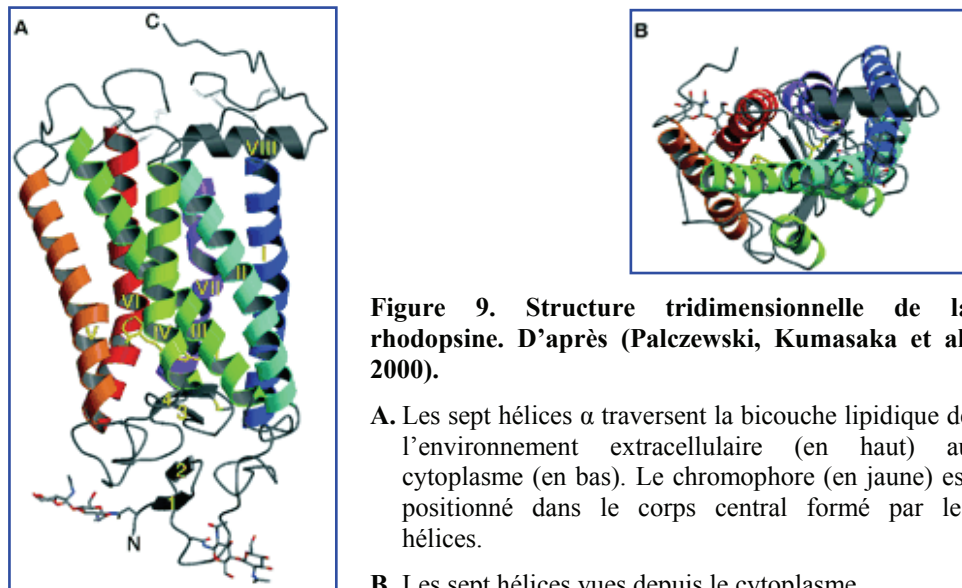 A
C
VIII
I
II
VII
VI
V
IV
III
4
3
2
1
N
B
Figure 9. Structure tridimensionnelle de la
rhodopsine. D'après (Palczewski, Kumasaka et al
2000).
A. Les sept hélices α traversent la bicouche lipidique de
l'environnement extracellulaire (en haut) au
cytoplasme (en bas). Le chromophore (en jaune) es
positionné dans le corps central formé par le
hélices.
B. Les sept hélices vues depuis le cytoplasme